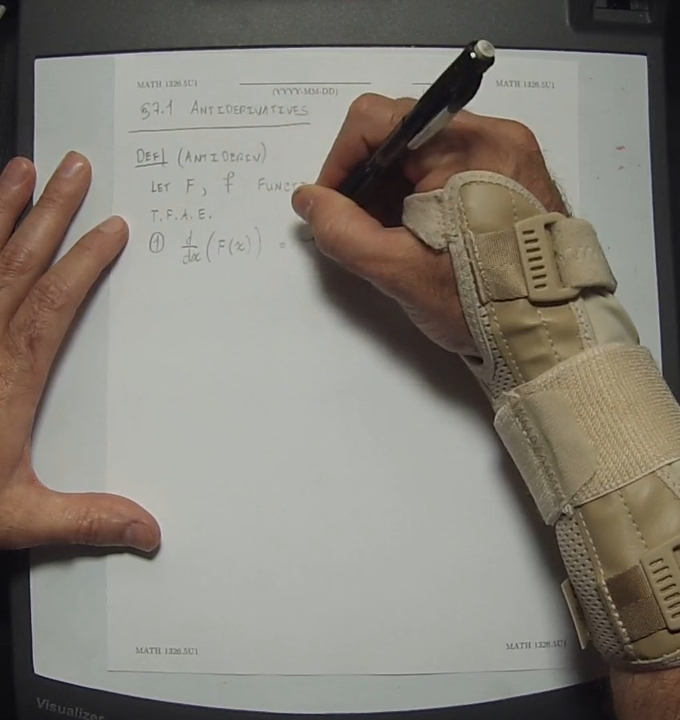 MATH 1326.5U1 MATH 1326.5U1
(YYYY-MM-DD)
§7.1 ANTIDERIVATIVES
DEF| (ANTIDERIV)
LET F, f
T.F.A.E.
① d/dx (F(x)) =
MATH 1326.5U1 MATH 1326.5U1
Visualizer